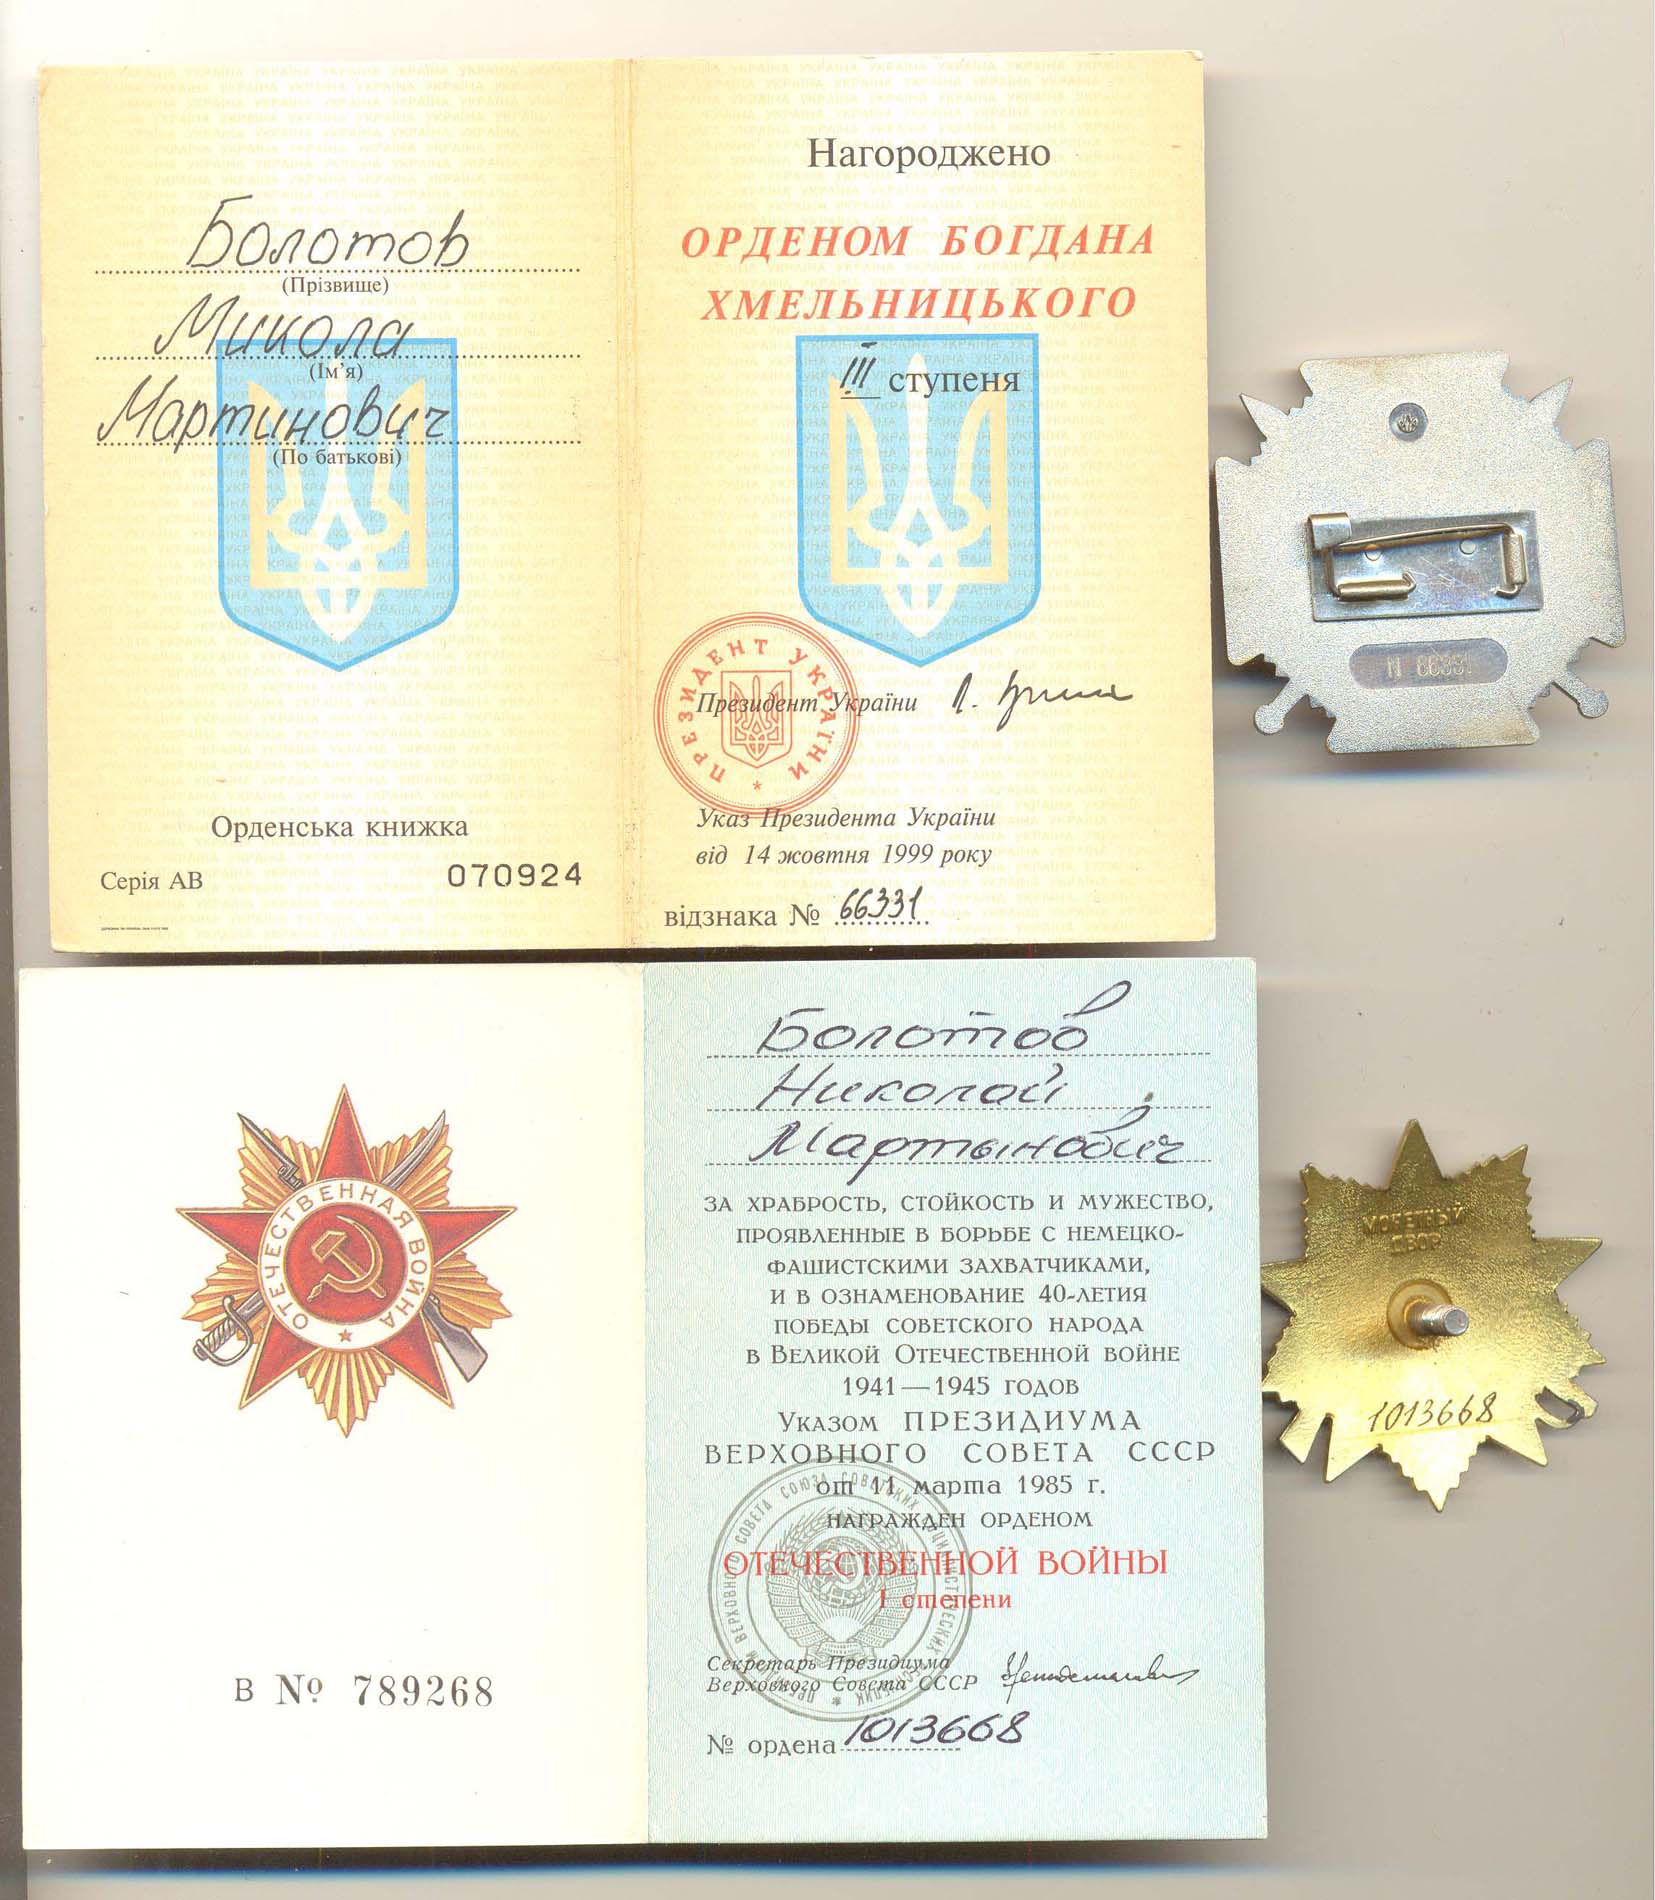 Болотов
(Прізвище)
Микола
(Ім'я)
Мартинович
(По батькові)
Орденська книжка
Серія АВ 070924
Нагороджено
ОРДЕНОМ БОГДАНА
ХМЕЛЬНИЦЬКОГО
III ступеня
ПРЕЗИДЕНТ УКРАЇНИ
Президент України
Указ Президента України
від 14 жовтня 1999 року
відзнака № 66331
N 66331
ОТЕЧЕСТВЕННАЯ ВОЙНА
В № 789268
Болотов
Николай
Мартынович
ЗА ХРАБРОСТЬ, СТОЙКОСТЬ И МУЖЕСТВО,
ПРОЯВЛЕННЫЕ В БОРЬБЕ С НЕМЕЦКО-
ФАШИСТСКИМИ ЗАХВАТЧИКАМИ,
И В ОЗНАМЕНОВАНИЕ 40-ЛЕТИЯ
ПОБЕДЫ СОВЕТСКОГО НАРОДА
В ВЕЛИКОЙ ОТЕЧЕСТВЕННОЙ ВОЙНЕ
1941—1945 ГОДОВ
УКАЗОМ ПРЕЗИДИУМА
ВЕРХОВНОГО СОВЕТА СССР
от 11 марта 1985 г.
НАГРАЖДЕН ОРДЕНОМ
ОТЕЧЕСТВЕННОЙ ВОЙНЫ
I степени
Секретарь Президиума
Верховного Совета СССР
№ ордена 1013668
МОНЕТНЫЙ
ДВОР
1013668